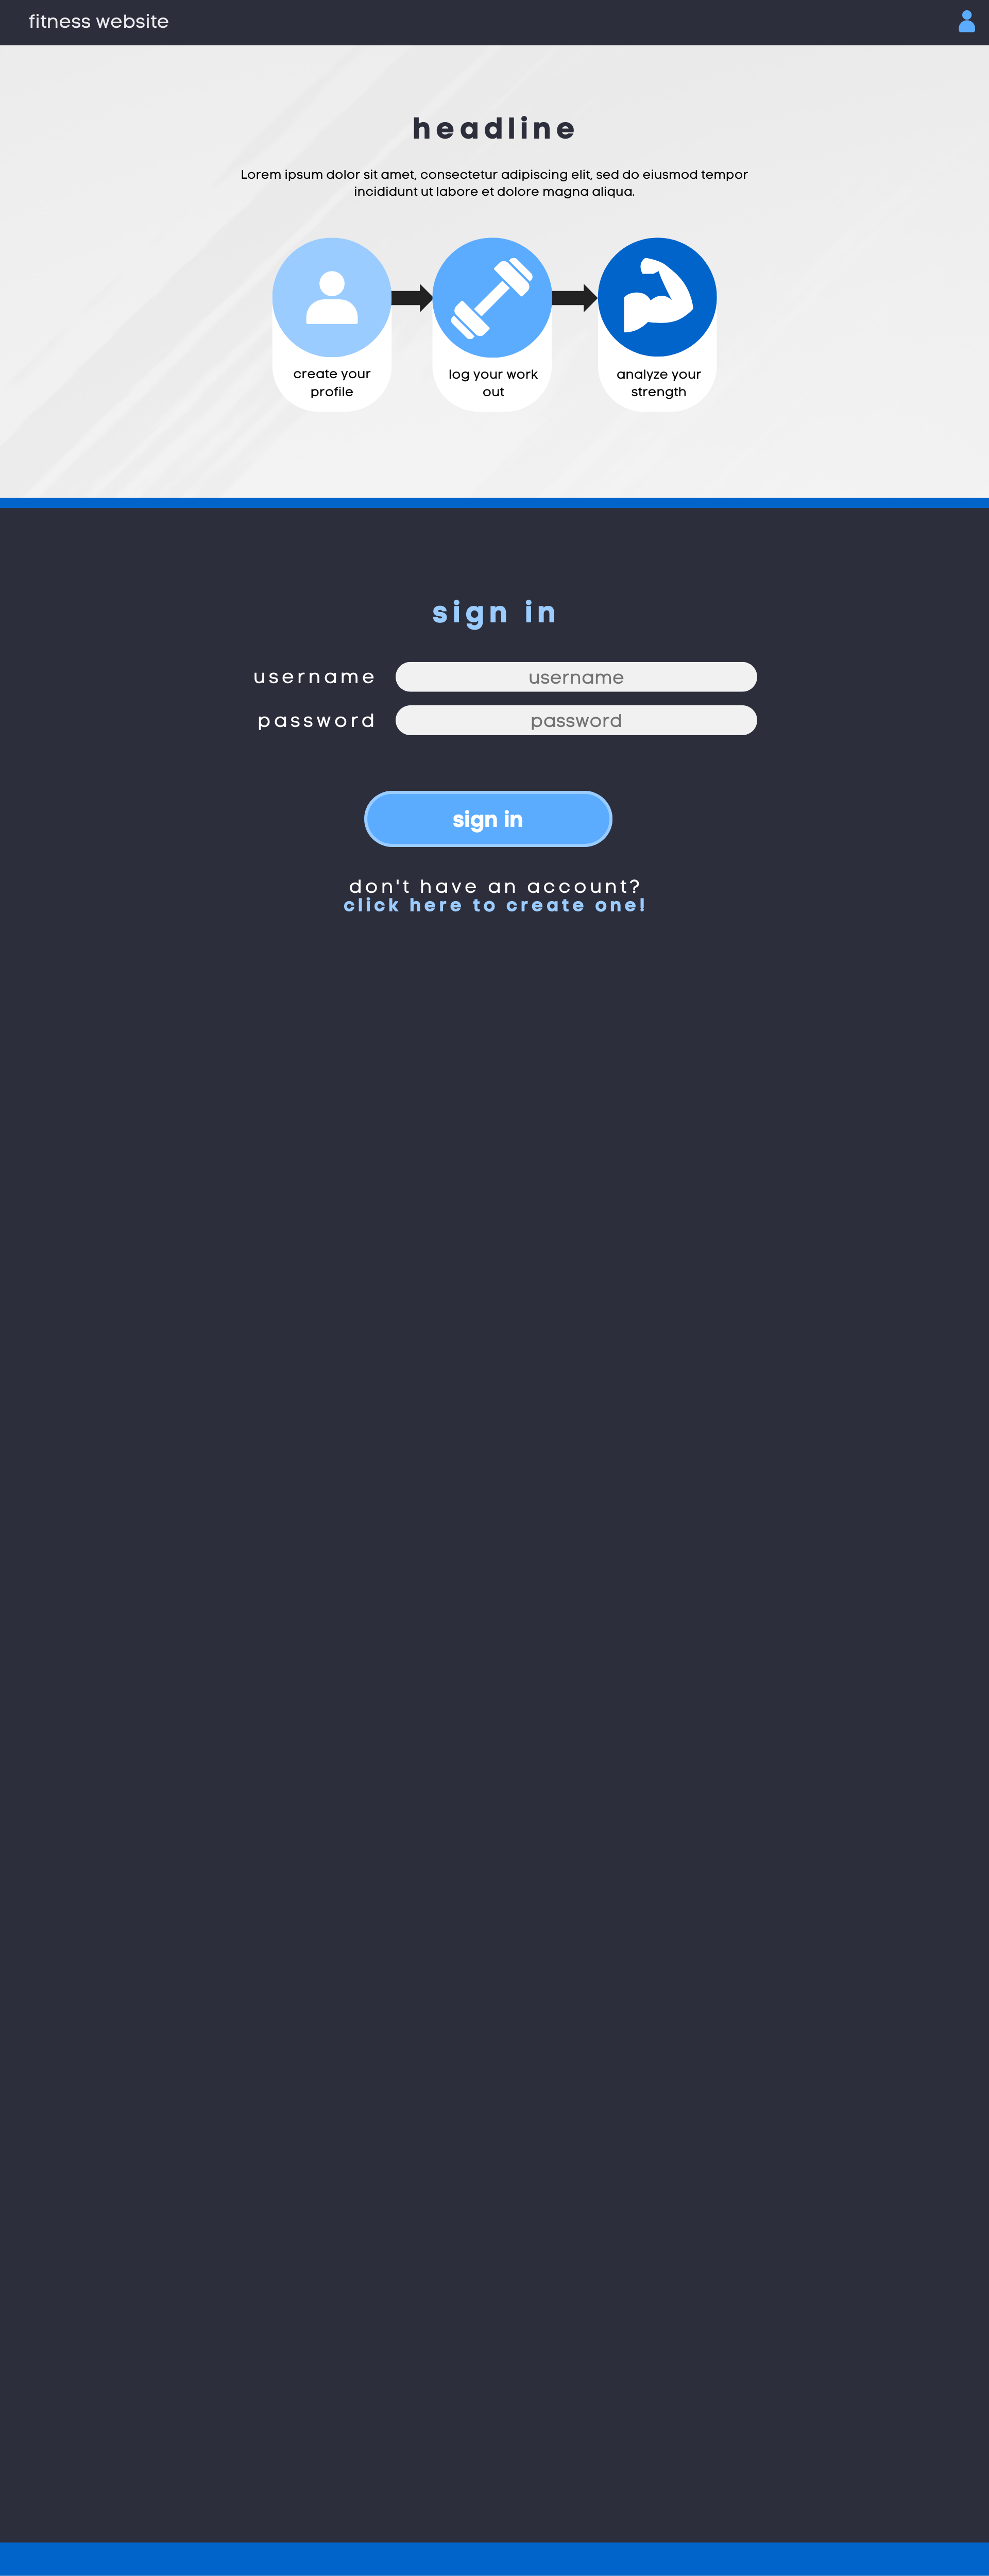 fitness website
headline
Lorem ipsum dolor sit amet, consectetur adipiscing elit, sed do eiusmod tempor
incididunt ut labore et dolore magna aliqua.
create your
profile
log your work
out
analyze your
strength
sign in
username username
password password
sign in
don't have an account?
click here to create one!